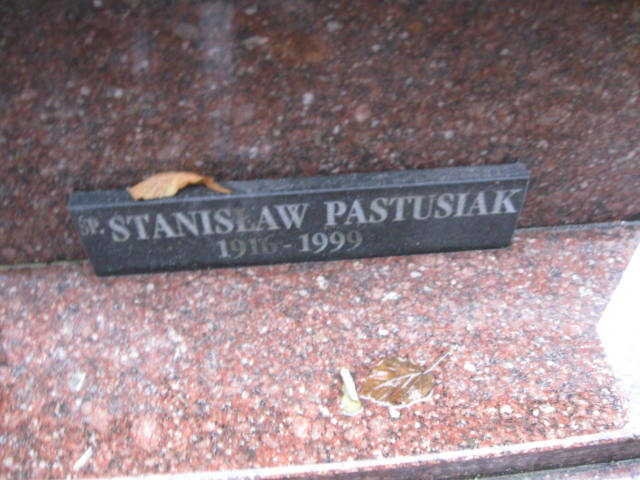 ŚP. STANISŁAW PASTUSIAK
1916 - 1999